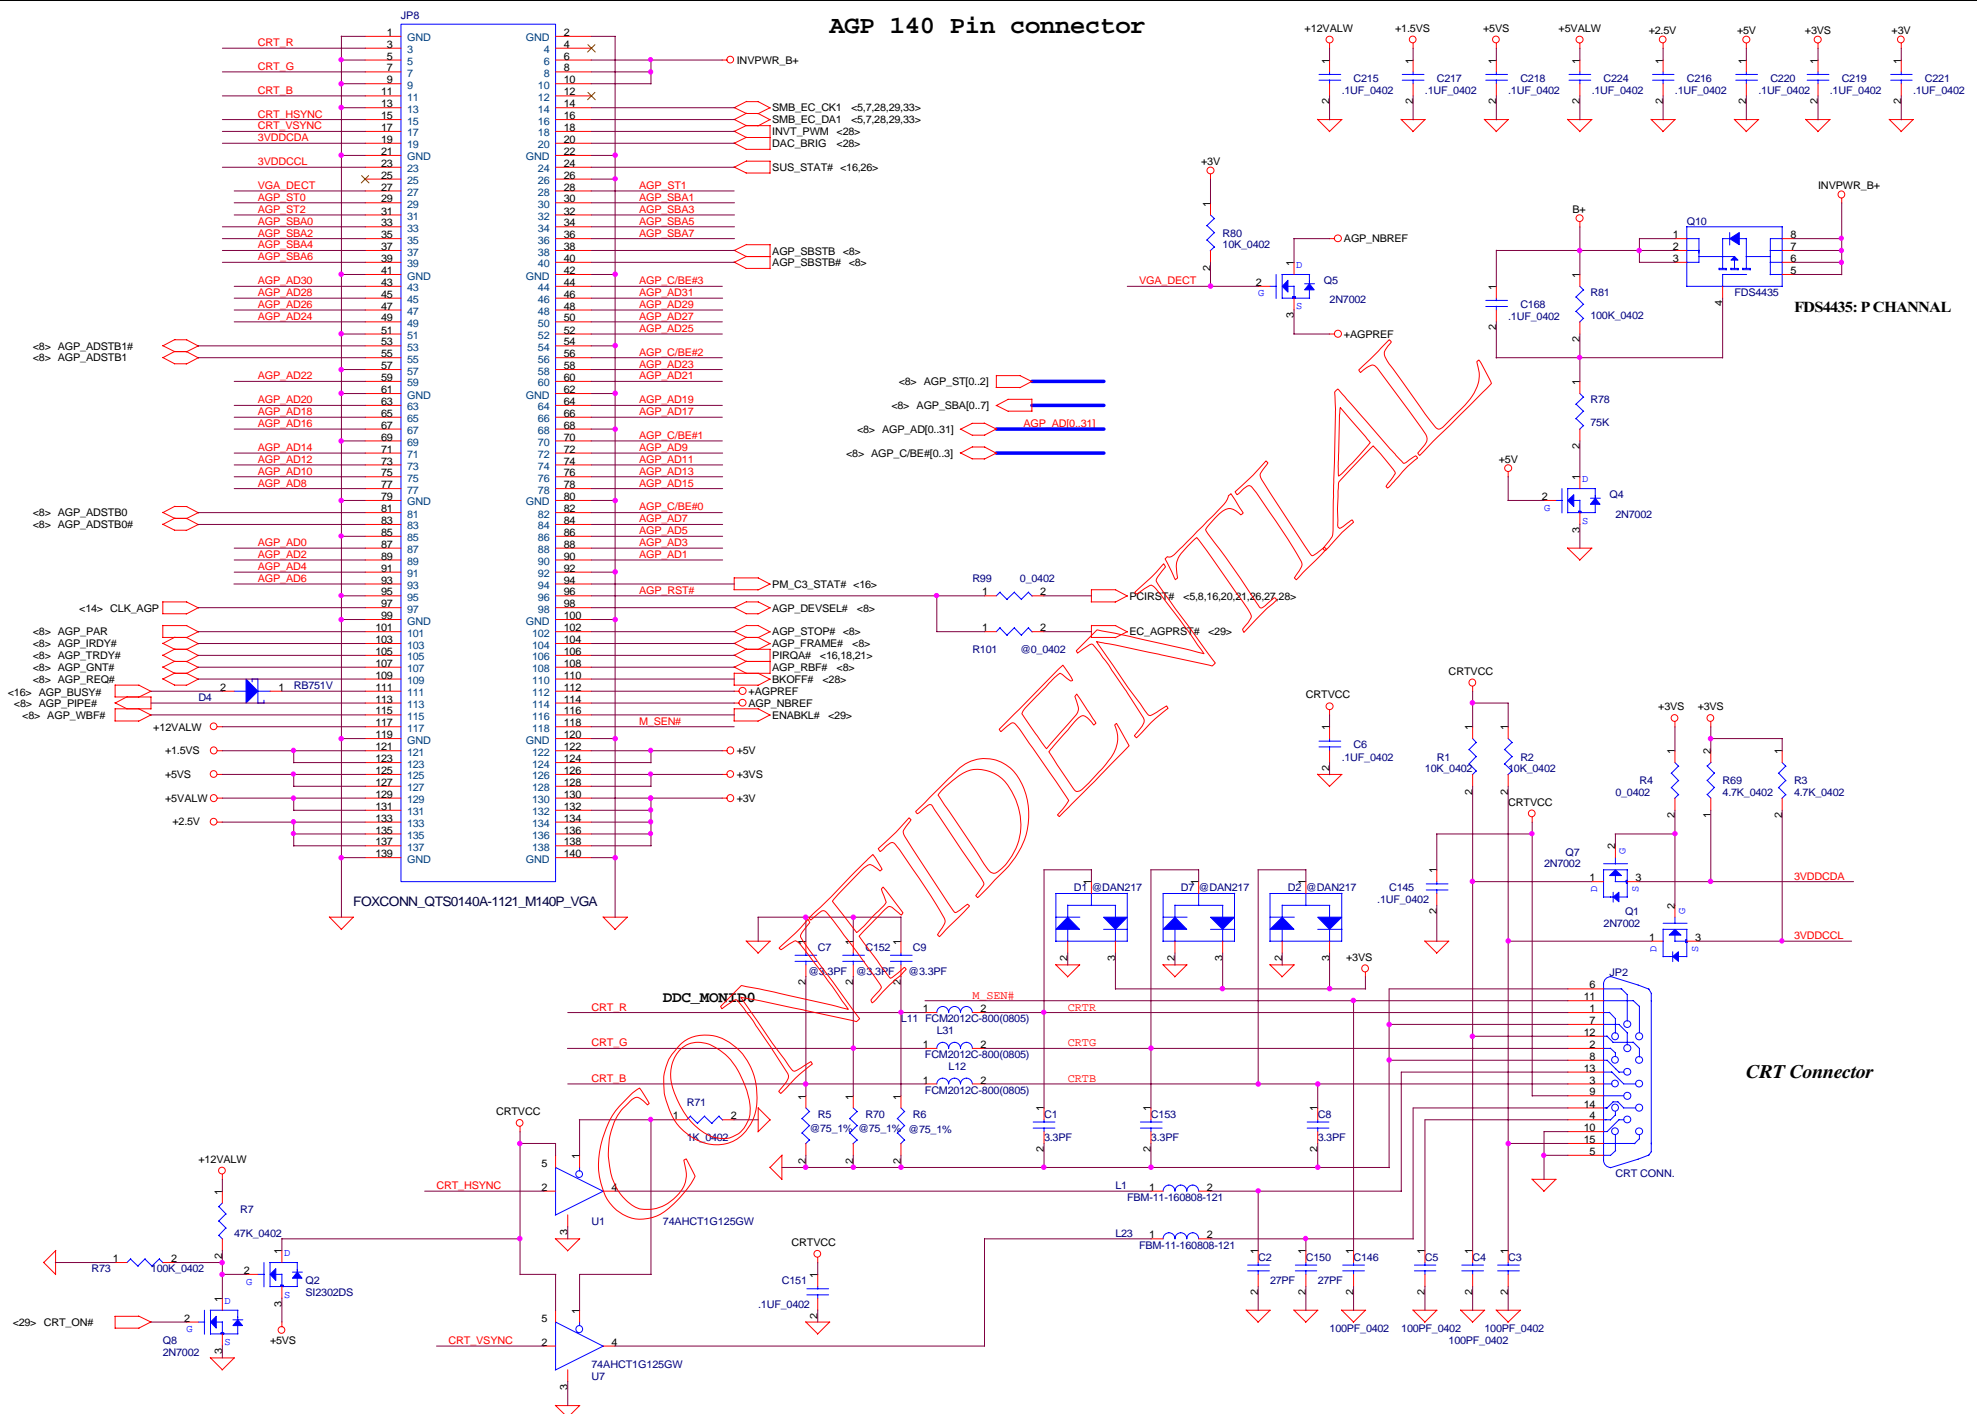 AGP 140 Pin connector
JP8
CRT_R
CRT_G
CRT_B
CRT_HSYNC
CRT_VSYNC
3VDDCDA
3VDDCCL
VGA_DECT
AGP_ST0
AGP_ST2
AGP_SBA0
AGP_SBA2
AGP_SBA4
AGP_SBA6
AGP_AD30
AGP_AD28
AGP_AD26
AGP_AD24
<8> AGP_ADSTB1#
<8> AGP_ADSTB1
AGP_AD22
AGP_AD20
AGP_AD18
AGP_AD16
AGP_AD14
AGP_AD12
AGP_AD10
AGP_AD8
<8> AGP_ADSTB0
<8> AGP_ADSTB0#
AGP_AD0
AGP_AD2
AGP_AD4
AGP_AD6
<14> CLK_AGP
<8> AGP_PAR
<8> AGP_IRDY#
<8> AGP_TRDY#
<8> AGP_GNT#
<8> AGP_REQ#
<16> AGP_BUSY#
<8> AGP_PIPE#
<8> AGP_WBF#
2 D4 1 RB751V
+12VALW
+1.5VS
+5VS
+5VALW
+2.5V
INVPWR_B+
SMB_EC_CK1 <5,7,28,29,33>
SMB_EC_DA1 <5,7,28,29,33>
INVT_PWM <28>
DAC_BRIG <28>
SUS_STAT# <16,26>
AGP_ST1
AGP_SBA1
AGP_SBA3
AGP_SBA5
AGP_SBA7
AGP_SBSTB <8>
AGP_SBSTB# <8>
AGP_C/BE#3
AGP_AD31
AGP_AD29
AGP_AD27
AGP_AD25
AGP_C/BE#2
AGP_AD23
AGP_AD21
AGP_AD19
AGP_AD17
AGP_C/BE#1
AGP_AD9
AGP_AD11
AGP_AD13
AGP_AD15
AGP_C/BE#0
AGP_AD7
AGP_AD5
AGP_AD3
AGP_AD1
PM_C3_STAT# <16>
AGP_RST#
AGP_DEVSEL# <8>
AGP_STOP# <8>
AGP_FRAME# <8>
PIRQA# <16,18,21>
AGP_RBF# <8>
BKOFF# <28>
+AGPREF
AGP_NBREF
ENABKL# <29>
M_SEN#
+5V
+3VS
+3V
FOXCONN_QTS0140A-1121_M140P_VGA
R99 0_0402
PCIRST# <5,8,16,20,21,26,27,28>
R101 @0_0402
EC_AGPRST# <29>
+12VALW +1.5VS +5VS +5VALW +2.5V +5V +3VS +3V
C215 C217 C218 C224 C216 C220 C219 C221
.1UF_0402 .1UF_0402 .1UF_0402 .1UF_0402 .1UF_0402 .1UF_0402 .1UF_0402 .1UF_0402
+3V
R80
10K_0402
VGA_DECT
AGP_NBREF
Q5
2N7002
+AGPREF
B+
INVPWR_B+
Q10
FDS4435
FDS4435: P CHANNAL
C168
.1UF_0402
R81
100K_0402
R78
75K
+5V
Q4
2N7002
<8> AGP_ST[0..2]
<8> AGP_SBA[0..7]
<8> AGP_AD[0..31] AGP_AD[0..31]
<8> AGP_C/BE#[0..3]
CONFIDENTIAL
CRTVCC
C6
.1UF_0402
CRTVCC
R1
10K_0402
R2
10K_0402
CRTVCC
C145
.1UF_0402
+3VS +3VS
R4
0_0402
R69
4.7K_0402
R3
4.7K_0402
Q7
2N7002
3VDDCDA
Q1
2N7002
3VDDCCL
D1 @DAN217
D7 @DAN217
D2 @DAN217
+3VS
C7 C152 C9
@3.3PF @3.3PF @3.3PF
DDC_MONID0
M_SEN#
CRT_R L11 FCM2012C-800(0805) CRTR
CRT_G L31 FCM2012C-800(0805) CRTG
CRT_B L12 FCM2012C-800(0805) CRTB
R71
1K_0402
R5 R70 R6
@75_1% @75_1% @75_1%
C1 C153 C8
3.3PF 3.3PF 3.3PF
JP2
CRT CONN.
CRT Connector
CRTVCC
CRT_HSYNC
U1
74AHCT1G125GW
L1
FBM-11-160808-121
L23
FBM-11-160808-121
CRT_VSYNC
74AHCT1G125GW
U7
CRTVCC
C151
.1UF_0402
C2 C150 C146 C5 C4 C3
27PF 27PF
100PF_0402 100PF_0402 100PF_0402
100PF_0402
+12VALW
R7
47K_0402
R73
100K_0402
Q2
SI2302DS
+5VS
<29> CRT_ON#
Q8
2N7002